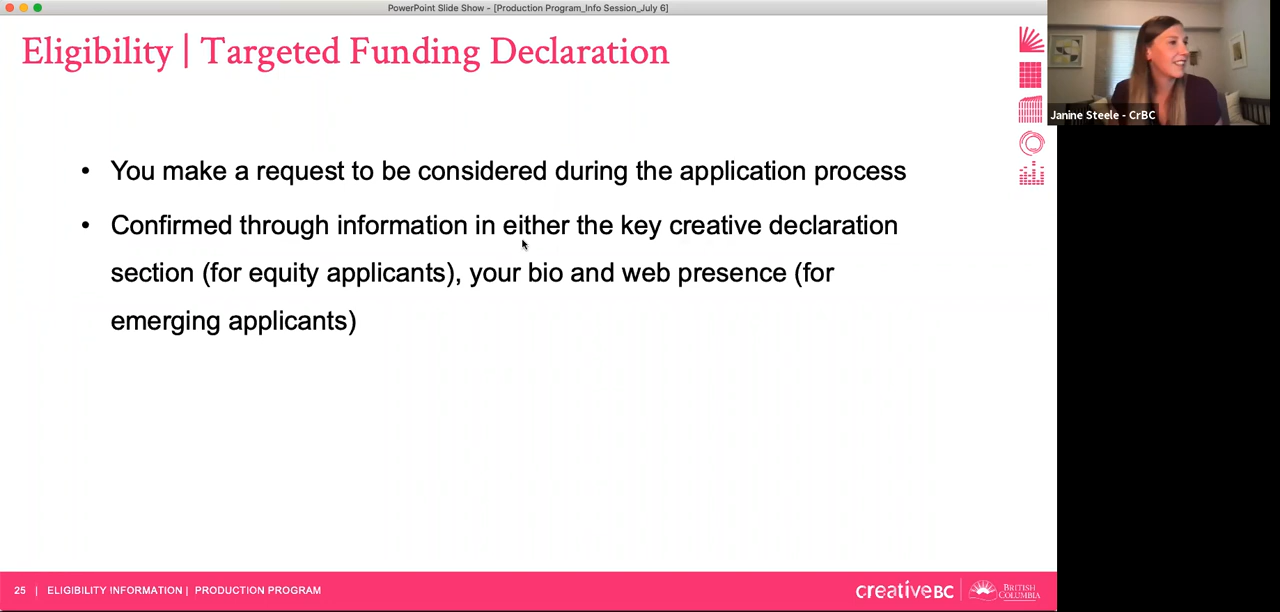 PowerPoint Slide Show - [Production Program_Info Session_July 6]
Eligibility | Targeted Funding Declaration
Janine Steele - CrBC
• You make a request to be considered during the application process
• Confirmed through information in either the key creative declaration
section (for equity applicants), your bio and web presence (for
emerging applicants)
25 | ELIGIBILITY INFORMATION | PRODUCTION PROGRAM
creativeBC
BRITISH
COLUMBIA